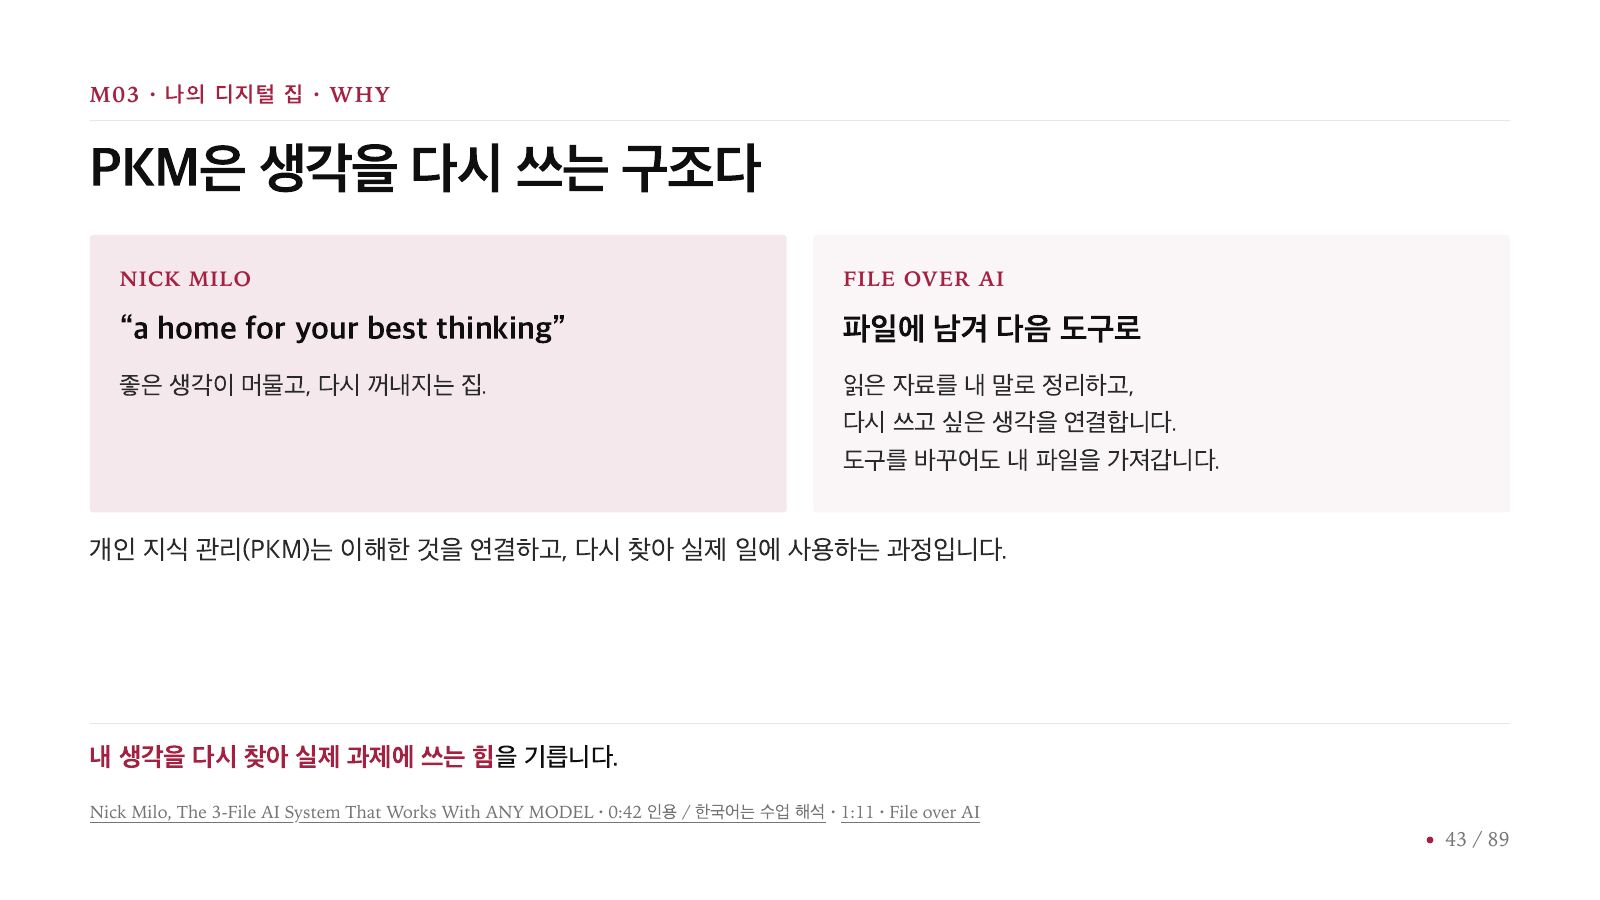 M03 · 나의 디지털 집 · WHY
PKM은 생각을 다시 쓰는 구조다
NICK MILO
“a home for your best thinking”
좋은 생각이 머물고, 다시 꺼내지는 집.
FILE OVER AI
파일에 남겨 다음 도구로
읽은 자료를 내 말로 정리하고,
다시 쓰고 싶은 생각을 연결합니다.
도구를 바꾸어도 내 파일을 가져갑니다.
개인 지식 관리(PKM)는 이해한 것을 연결하고, 다시 찾아 실제 일에 사용하는 과정입니다.
내 생각을 다시 찾아 실제 과제에 쓰는 힘을 기릅니다.
Nick Milo, The 3-File AI System That Works With ANY MODEL · 0:42 인용 / 한국어는 수업 해석 · 1:11 · File over AI
• 43 / 89